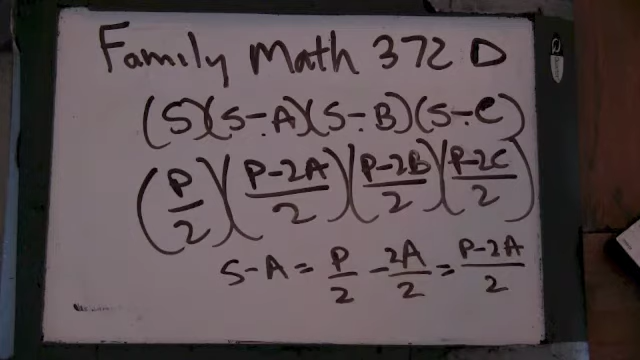 Family Math 372 D
(S)(S-A)(S-B)(S-C)
(P/2)(P-2A/2)(P-2B/2)(P-2C/2)
S-A = P/2 - 2A/2 = P-2A/2